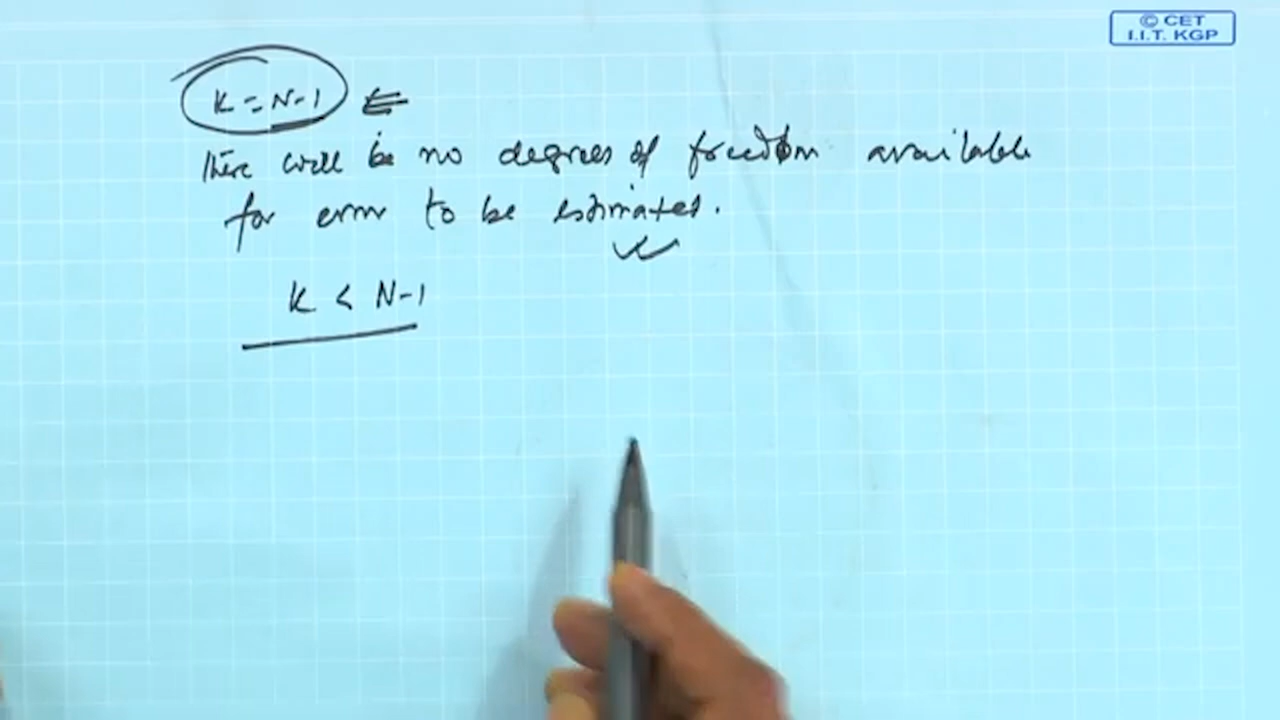 © CET
I.I.T. KGP
K = N-1
There will be no degrees of freedom available
for error to be estimated.
K < N-1